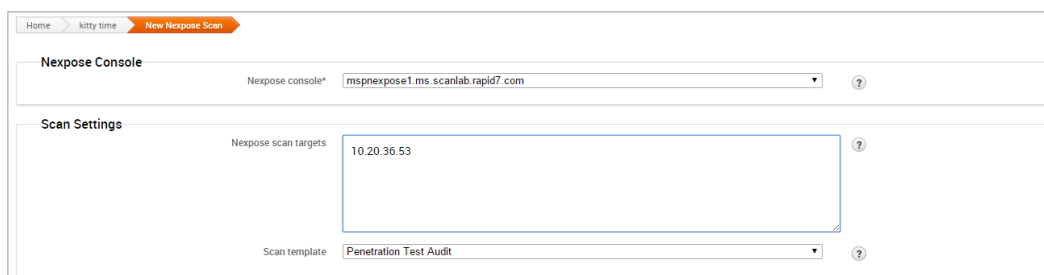 Home kitty time New Nexpose Scan
Nexpose Console
Nexpose console* mspnexpose1.ms.scanlab.rapid7.com ?
Scan Settings
Nexpose scan targets 10.20.36.53 ?
Scan template Penetration Test Audit ?